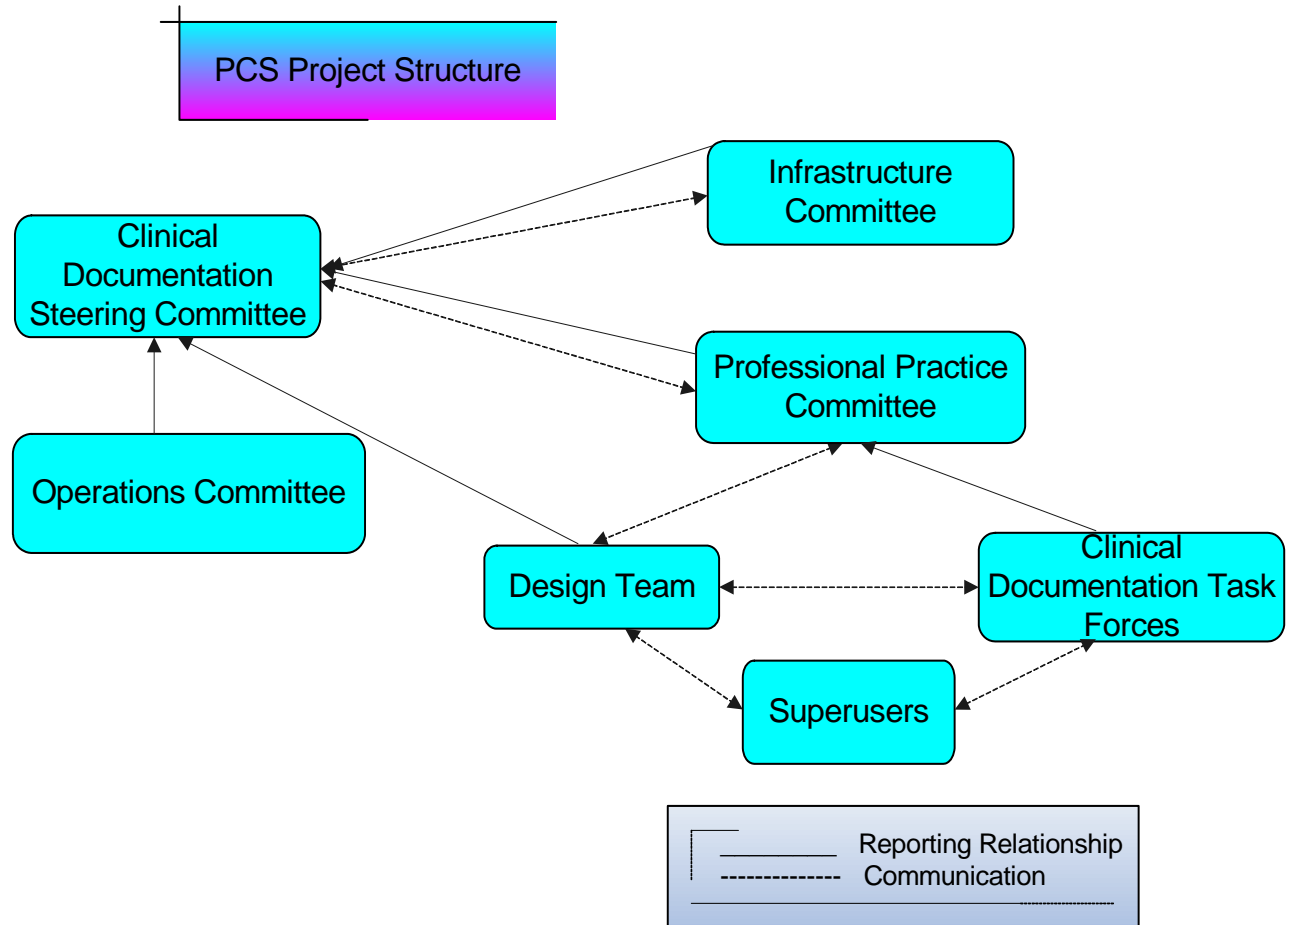 PCS Project Structure
Infrastructure
Committee
Clinical
Documentation
Steering Committee
Professional Practice
Committee
Operations Committee
Design Team
Clinical
Documentation Task
Forces
Superusers
Reporting Relationship
Communication